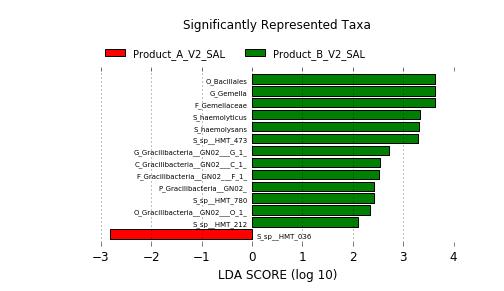 Significantly Represented Taxa
Product_A_V2_SAL Product_B_V2_SAL
O_Bacillales
G_Gemella
F_Gemellaceae
S_haemolyticus
S_haemolysans
S_sp__HMT_473
G_Gracilibacteria__GN02___G_1_
C_Gracilibacteria__GN02___C_1_
F_Gracilibacteria__GN02___F_1_
P_Gracilibacteria__GN02_
S_sp__HMT_780
O_Gracilibacteria__GN02___O_1_
S_sp__HMT_212
S_sp__HMT_036
−3 −2 −1 0 1 2 3 4
LDA SCORE (log 10)